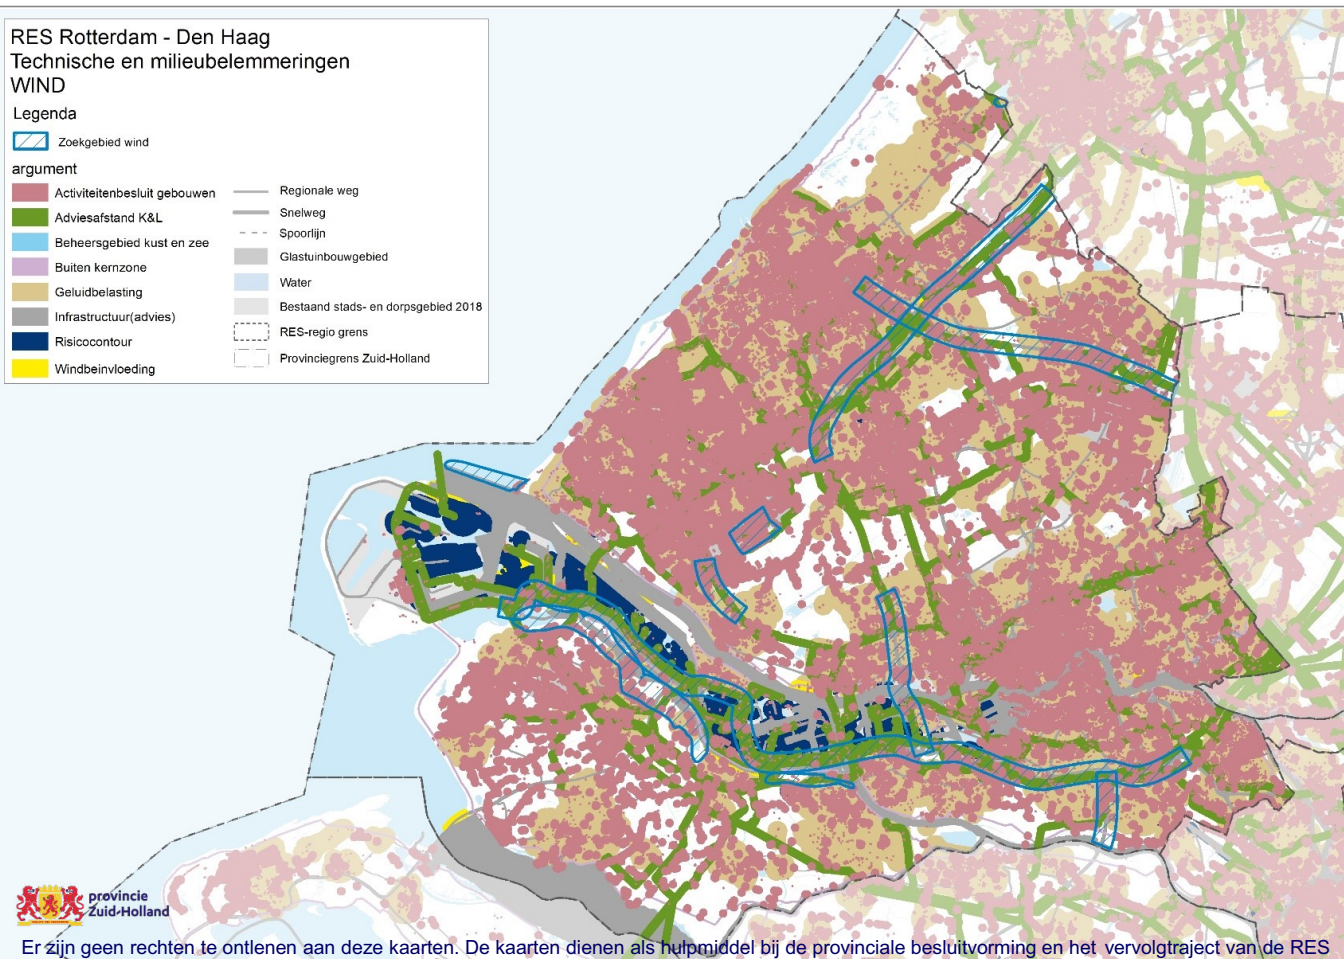 RES Rotterdam - Den Haag
Technische en milieubelemmeringen
WIND
Legenda
Zoekgebied wind
argument
Activiteitenbesluit gebouwen
Adviesafstand K&L
Beheersgebied kust en zee
Buiten kernzone
Geluidbelasting
Infrastructuur(advies)
Risicocontour
Windbeinvloeding
Regionale weg
Snelweg
Spoorlijn
Glastuinbouwgebied
Water
Bestaand stads- en dorpsgebied 2018
RES-regio grens
Provinciegrens Zuid-Holland
provincie
Zuid-Holland
Er zijn geen rechten te ontlenen aan deze kaarten. De kaarten dienen als hulpmiddel bij de provinciale besluitvorming en het vervolgtraject van de RES